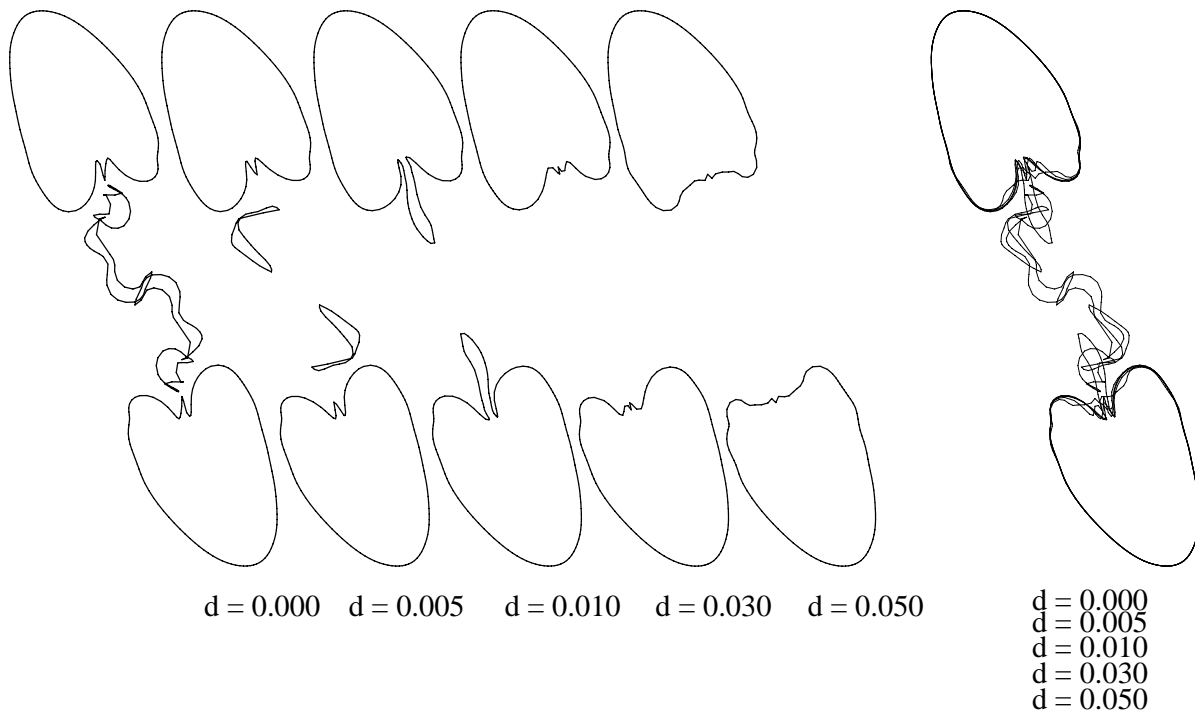 d = 0.000 d = 0.005 d = 0.010 d = 0.030 d = 0.050
d = 0.000
d = 0.005
d = 0.010
d = 0.030
d = 0.050